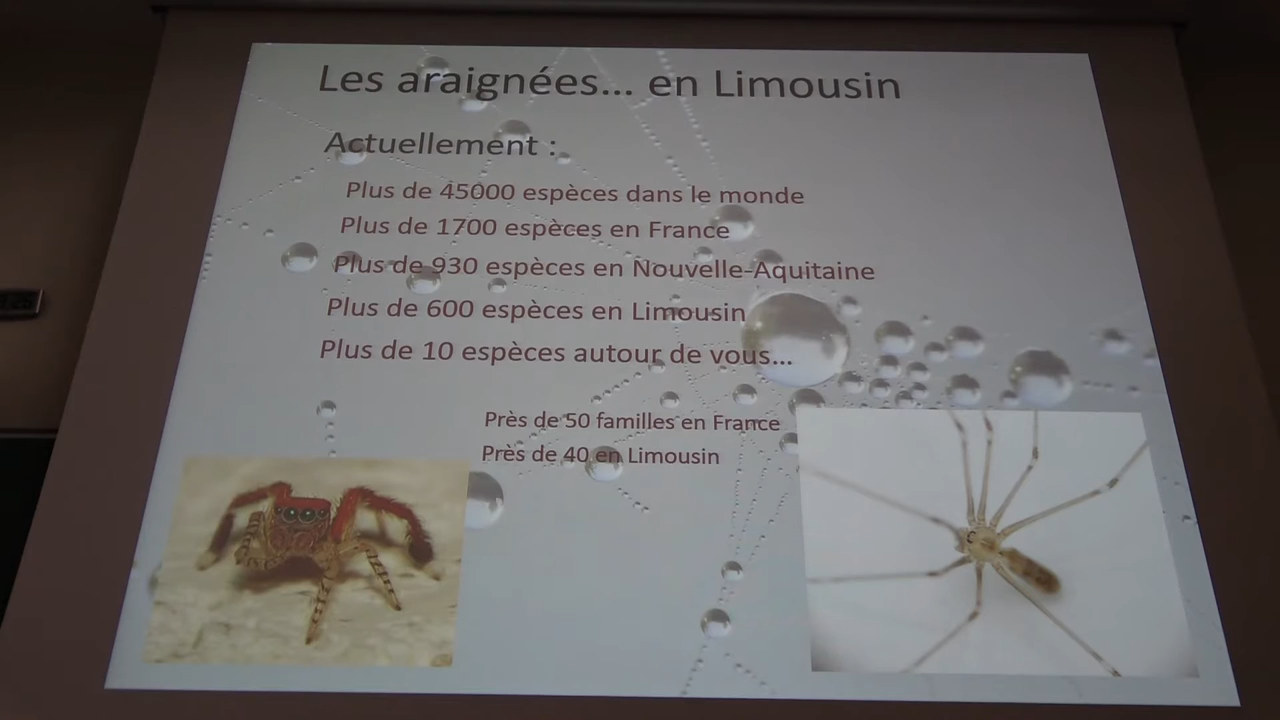 Les araignées... en Limousin
Actuellement :
Plus de 45000 espèces dans le monde
Plus de 1700 espèces en France
Plus de 930 espèces en Nouvelle-Aquitaine
Plus de 600 espèces en Limousin
Plus de 10 espèces autour de vous...
Près de 50 familles en France
Près de 40 en Limousin